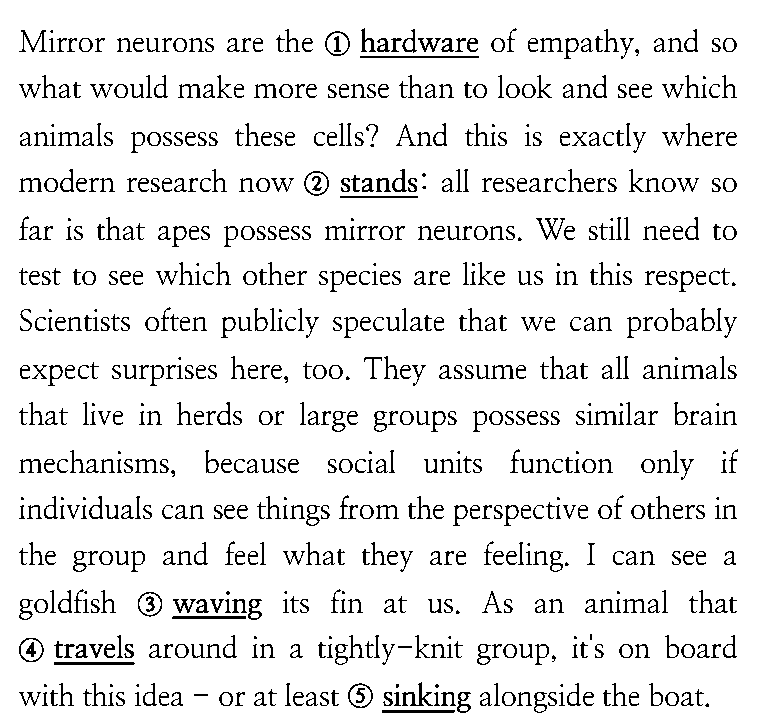 Mirror neurons are the ① hardware of empathy, and so
what would make more sense than to look and see which
animals possess these cells? And this is exactly where
modern research now ② stands: all researchers know so
far is that apes possess mirror neurons. We still need to
test to see which other species are like us in this respect.
Scientists often publicly speculate that we can probably
expect surprises here, too. They assume that all animals
that live in herds or large groups possess similar brain
mechanisms, because social units function only if
individuals can see things from the perspective of others in
the group and feel what they are feeling. I can see a
goldfish ③ waving its fin at us. As an animal that
④ travels around in a tightly-knit group, it's on board
with this idea - or at least ⑤ sinking alongside the boat.